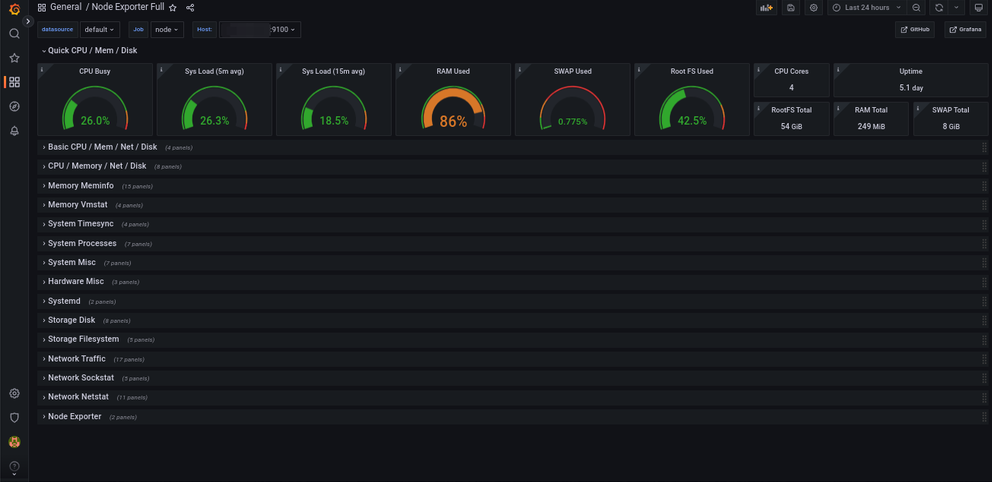 General / Node Exporter Full
Last 24 hours
datasource default Job node Host: :9100
GitHub Grafana
Quick CPU / Mem / Disk
CPU Busy
26.0%
Sys Load (5m avg)
26.3%
Sys Load (15m avg)
18.5%
RAM Used
86%
SWAP Used
0.775%
Root FS Used
42.5%
CPU Cores
4
Uptime
5.1 day
RootFS Total
54 GiB
RAM Total
249 MiB
SWAP Total
8 GiB
Basic CPU / Mem / Net / Disk (4 panels)
CPU / Memory / Net / Disk (8 panels)
Memory Meminfo (15 panels)
Memory Vmstat (4 panels)
System Timesync (4 panels)
System Processes (7 panels)
System Misc (7 panels)
Hardware Misc (3 panels)
Systemd (2 panels)
Storage Disk (8 panels)
Storage Filesystem (5 panels)
Network Traffic (17 panels)
Network Sockstat (5 panels)
Network Netstat (11 panels)
Node Exporter (2 panels)